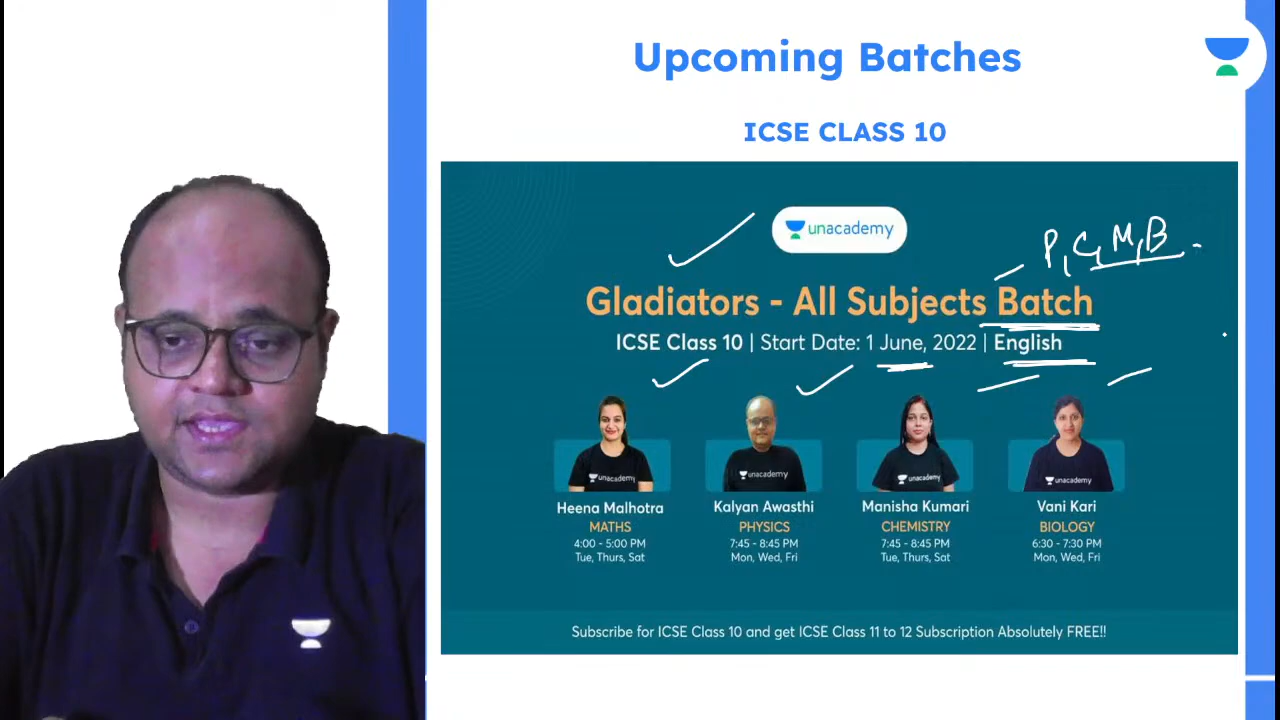 Upcoming Batches
ICSE CLASS 10
unacademy
P, C, M, B
Gladiators - All Subjects Batch
ICSE Class 10 | Start Date: 1 June, 2022 | English
unacademy
unacademy
unacademy
unacademy
Heena Malhotra
MATHS
4:00 - 5:00 PM
Tue, Thurs, Sat
Kalyan Awasthi
PHYSICS
7:45 - 8:45 PM
Mon, Wed, Fri
Manisha Kumari
CHEMISTRY
7:45 - 8:45 PM
Tue, Thurs, Sat
Vani Kari
BIOLOGY
6:30 - 7:30 PM
Mon, Wed, Fri
Subscribe for ICSE Class 10 and get ICSE Class 11 to 12 Subscription Absolutely FREE!!